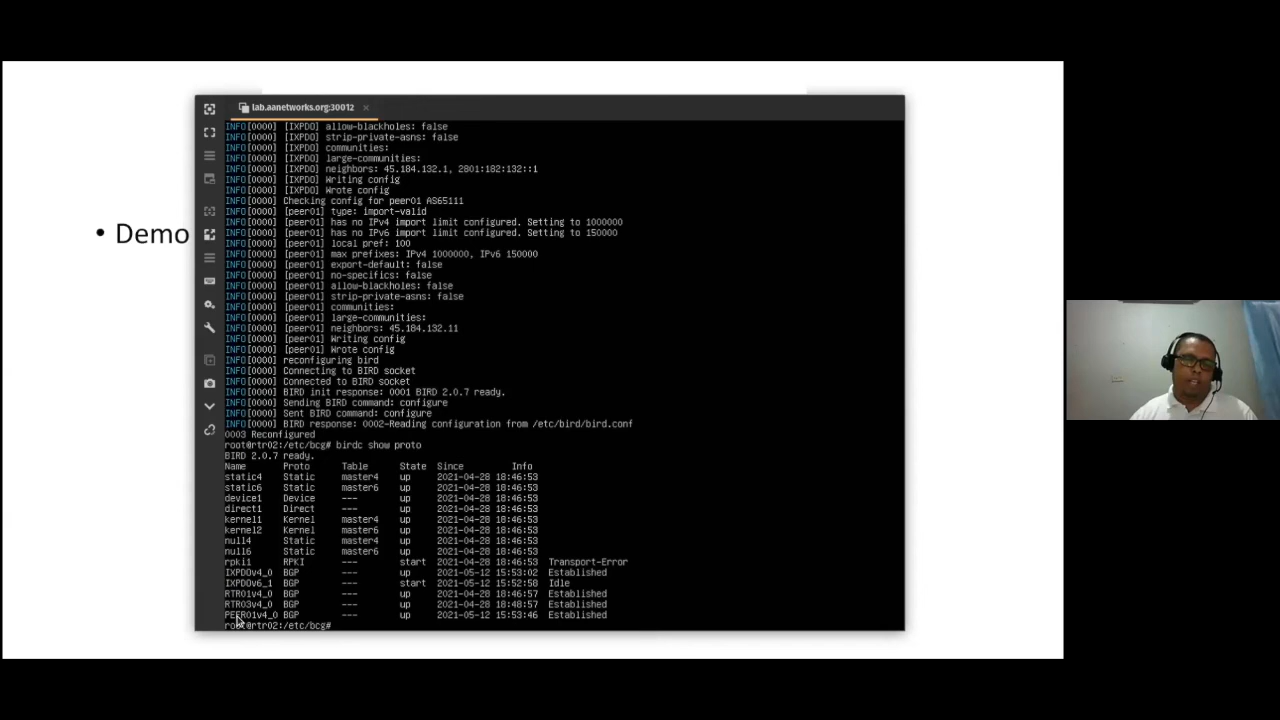 lab.aanetworks.org:30012 ×
• Demo
INFO[0000] [IXPDO] allow-blackholes: false
INFO[0000] [IXPDO] strip-private-asns: false
INFO[0000] [IXPDO] communities:
INFO[0000] [IXPDO] large-communities:
INFO[0000] [IXPDO] neighbors: 45.184.132.1, 2801:182:132::1
INFO[0000] [IXPDO] Writing config
INFO[0000] [IXPDO] Wrote config
INFO[0000] Checking config for peer01 AS65111
INFO[0000] [peer01] type: import-valid
INFO[0000] [peer01] has no IPv4 import limit configured. Setting to 1000000
INFO[0000] [peer01] has no IPv6 import limit configured. Setting to 150000
INFO[0000] [peer01] local pref: 100
INFO[0000] [peer01] max prefixes: IPv4 1000000, IPv6 150000
INFO[0000] [peer01] export-default: false
INFO[0000] [peer01] no-specifics: false
INFO[0000] [peer01] allow-blackholes: false
INFO[0000] [peer01] strip-private-asns: false
INFO[0000] [peer01] communities:
INFO[0000] [peer01] large-communities:
INFO[0000] [peer01] neighbors: 45.184.132.11
INFO[0000] [peer01] Writing config
INFO[0000] [peer01] Wrote config
INFO[0000] reconfiguring bird
INFO[0000] Connecting to BIRD socket
INFO[0000] Connected to BIRD socket
INFO[0000] BIRD init response: 0001 BIRD 2.0.7 ready.
INFO[0000] Sending BIRD command: configure
INFO[0000] Sent BIRD command: configure
INFO[0000] BIRD response: 0002-Reading configuration from /etc/bird/bird.conf
0003 Reconfigured
root@rtr02:/etc/bcg# birdc show proto
BIRD 2.0.7 ready.
Name Proto Table State Since Info
static4 Static master4 up 2021-04-28 18:46:53
static6 Static master6 up 2021-04-28 18:46:53
device1 Device --- up 2021-04-28 18:46:53
direct1 Direct --- up 2021-04-28 18:46:53
kernel1 Kernel master4 up 2021-04-28 18:46:53
kernel2 Kernel master6 up 2021-04-28 18:46:53
null4 Static master4 up 2021-04-28 18:46:53
null6 Static master6 up 2021-04-28 18:46:53
rpki1 RPKI --- start 2021-04-28 18:46:53 Transport-Error
IXPDOv4_0 BGP --- up 2021-05-12 15:53:02 Established
IXPDOv6_1 BGP --- start 2021-05-12 15:52:58 Idle
RTR01v4_0 BGP --- up 2021-04-28 18:46:57 Established
RTR03v4_0 BGP --- up 2021-04-28 18:48:57 Established
PEER01v4_0 BGP --- up 2021-05-12 15:53:46 Established
root@rtr02:/etc/bcg#